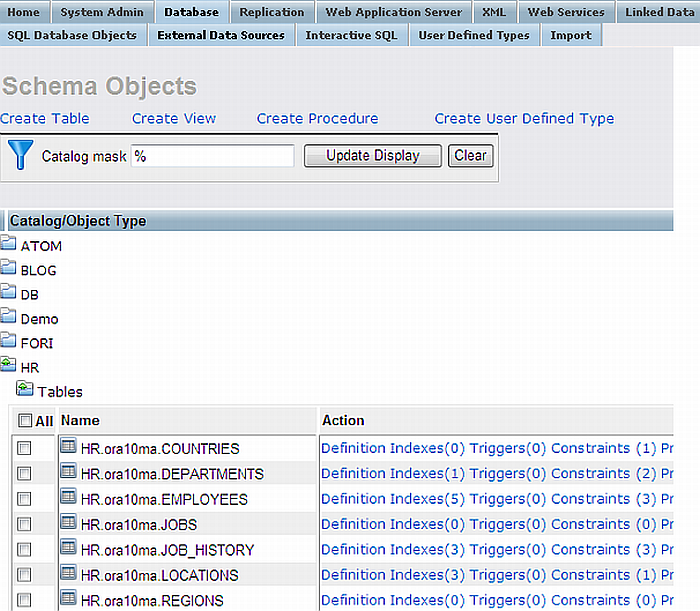 Home System Admin Database Replication Web Application Server XML Web Services Linked Data
SQL Database Objects External Data Sources Interactive SQL User Defined Types Import
Schema Objects
Create Table Create View Create Procedure Create User Defined Type
Catalog mask % Update Display Clear
Catalog/Object Type
ATOM
BLOG
DB
Demo
FORI
HR
Tables
All Name Action
HR.ora10ma.COUNTRIES Definition Indexes(0) Triggers(0) Constraints (1) Pr
HR.ora10ma.DEPARTMENTS Definition Indexes(1) Triggers(0) Constraints (2) Pr
HR.ora10ma.EMPLOYEES Definition Indexes(5) Triggers(0) Constraints (3) Pr
HR.ora10ma.JOBS Definition Indexes(0) Triggers(0) Constraints (0) Pr
HR.ora10ma.JOB_HISTORY Definition Indexes(3) Triggers(0) Constraints (3) Pr
HR.ora10ma.LOCATIONS Definition Indexes(3) Triggers(0) Constraints (1) Pr
HR.ora10ma.REGIONS Definition Indexes(0) Triggers(0) Constraints (0) Pr